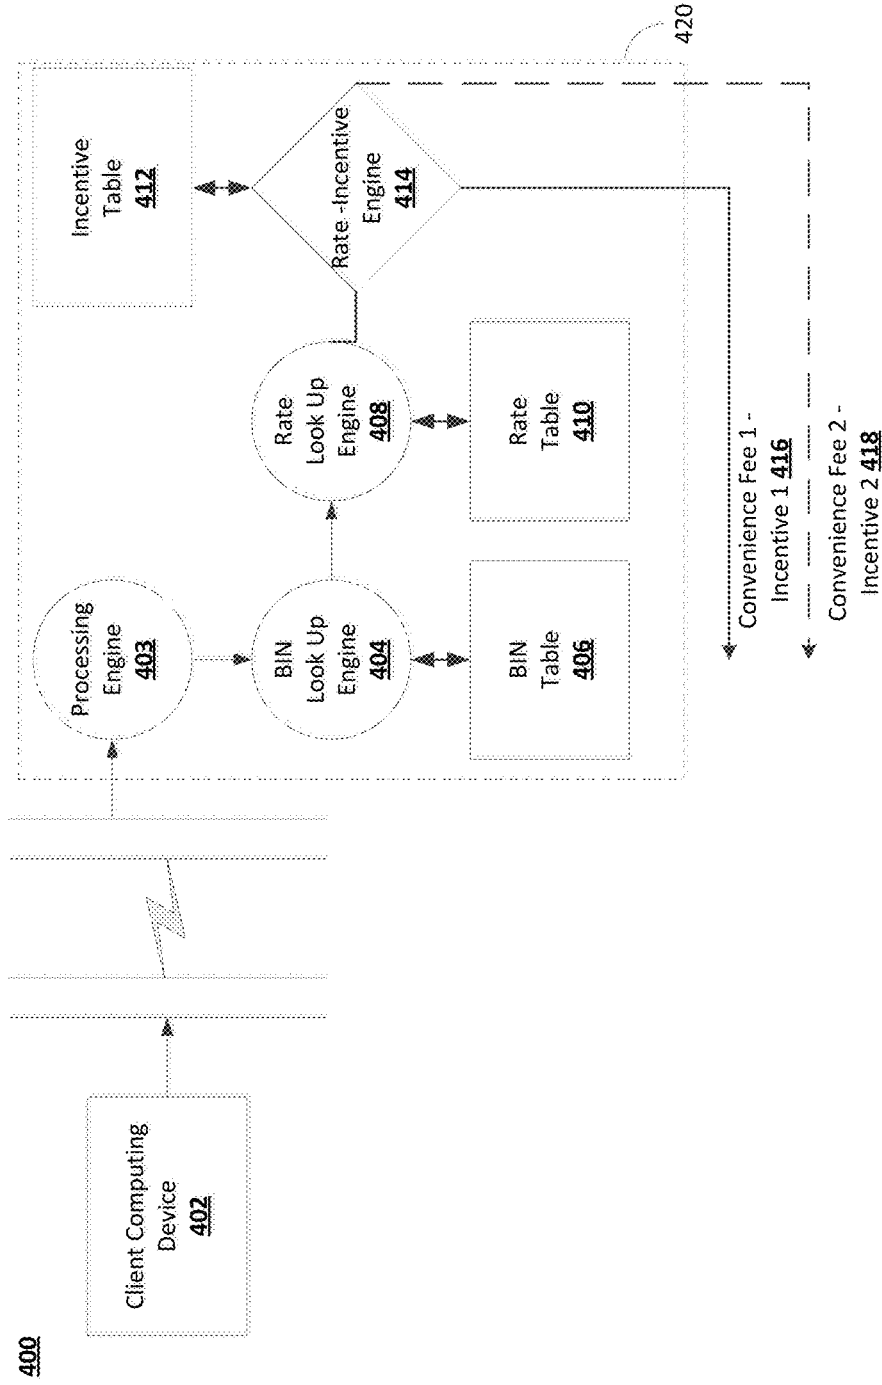 400
Client Computing
Device
402
Processing
Engine
403
BIN
Look Up
Engine
404
BIN
Table
406
Rate
Look Up
Engine
408
Rate
Table
410
Incentive
Table
412
Rate -Incentive
Engine
414
420
Convenience Fee 1 -
Incentive 1 416
Convenience Fee 2 -
Incentive 2 418